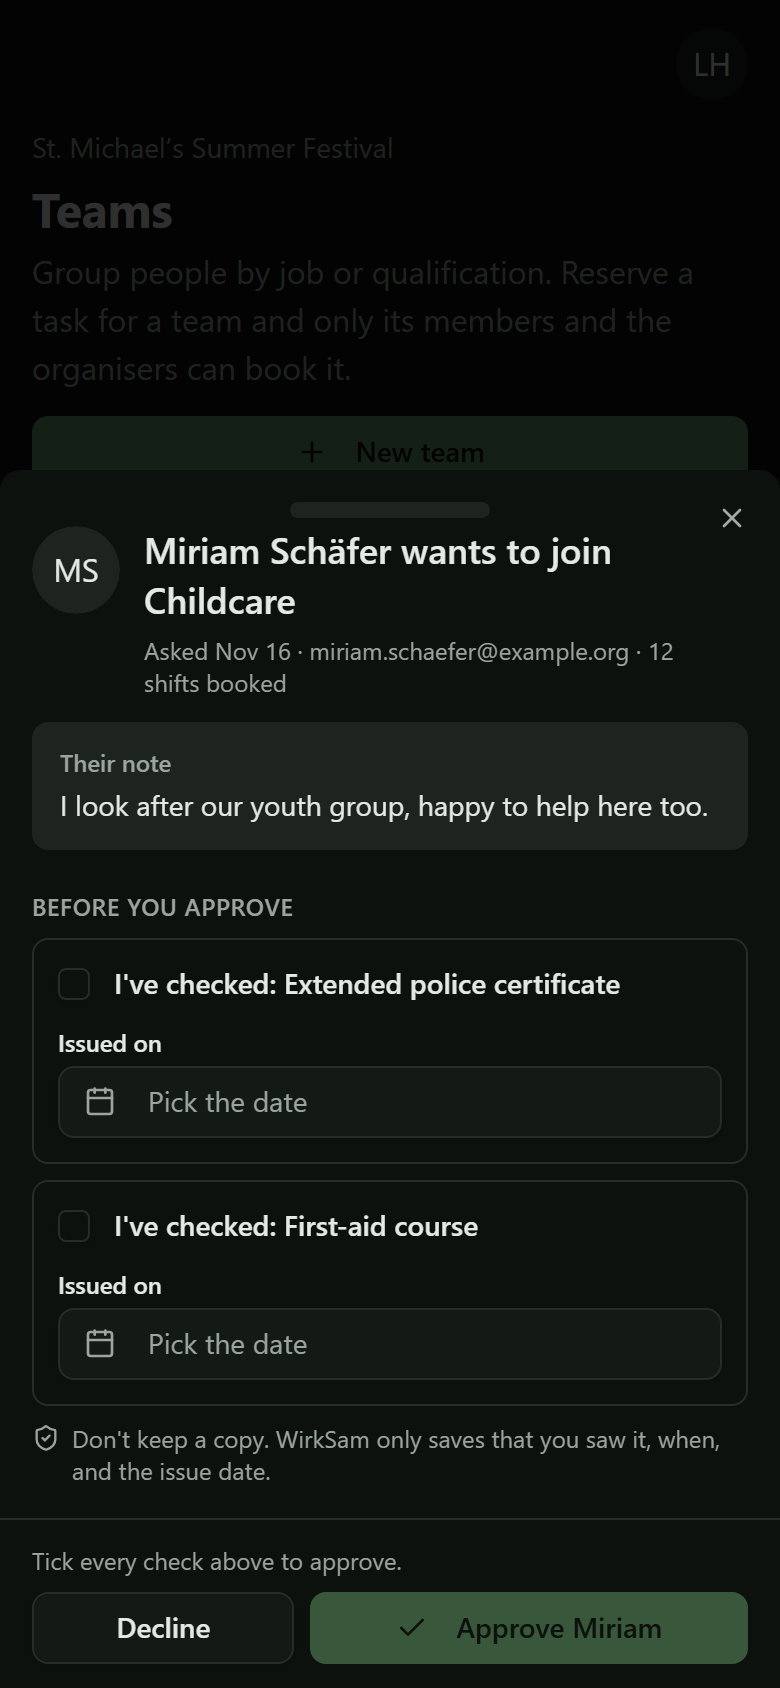 LH
St. Michael’s Summer Festival
Teams
Group people by job or qualification. Reserve a
task for a team and only its members and the
organisers can book it.
New team
MS
Miriam Schäfer wants to join
Childcare
Asked Nov 16 · miriam.schaefer@example.org · 12
shifts booked
Their note
I look after our youth group, happy to help here too.
BEFORE YOU APPROVE
I've checked: Extended police certificate
Issued on
Pick the date
I've checked: First-aid course
Issued on
Pick the date
Don't keep a copy. WirkSam only saves that you saw it, when,
and the issue date.
Tick every check above to approve.
Decline
Approve Miriam